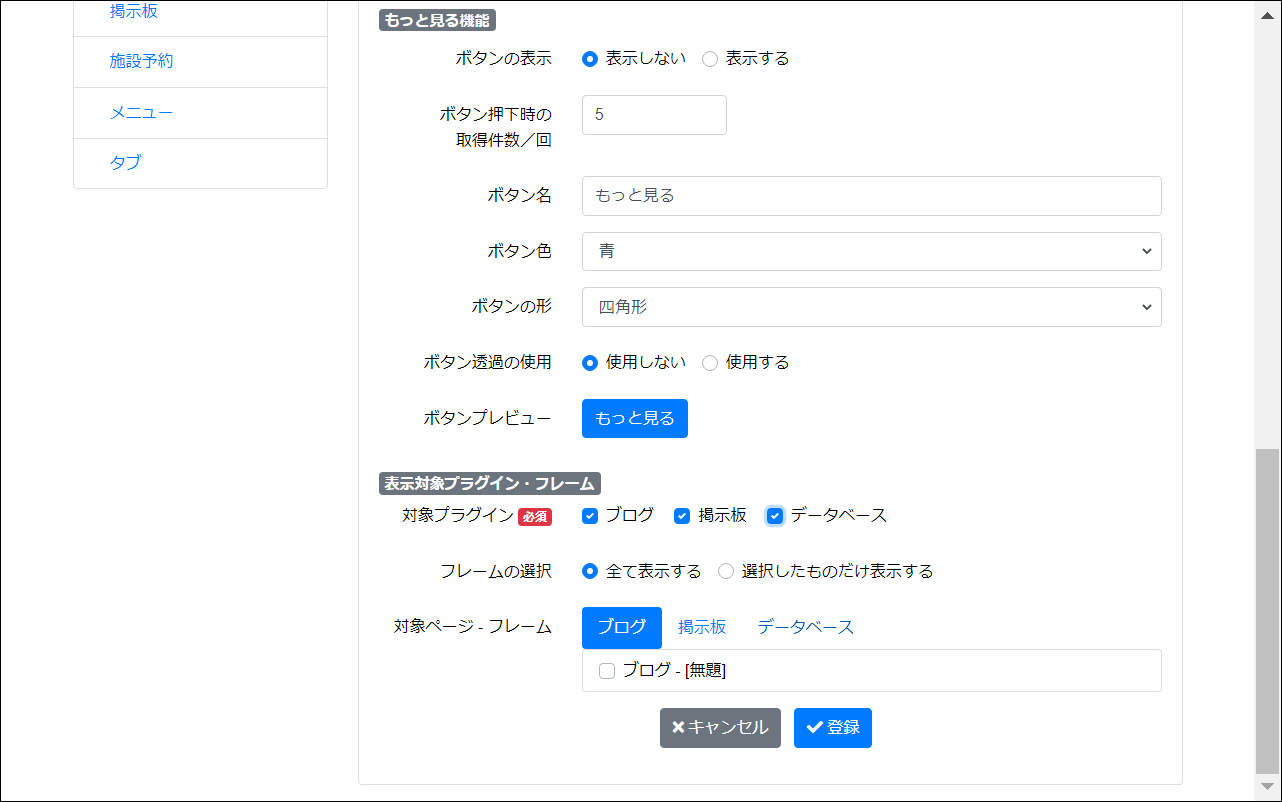 掲示板
施設予約
メニュー
タブ
もっと見る機能
ボタンの表示 表示しない 表示する
ボタン押下時の
取得件数／回 5
ボタン名 もっと見る
ボタン色 青
ボタンの形 四角形
ボタン透過の使用 使用しない 使用する
ボタンプレビュー もっと見る
表示対象プラグイン・フレーム
対象プラグイン 必須 ブログ 掲示板 データベース
フレームの選択 全て表示する 選択したものだけ表示する
対象ページ - フレーム ブログ 掲示板 データベース
ブログ - [無題]
キャンセル 登録